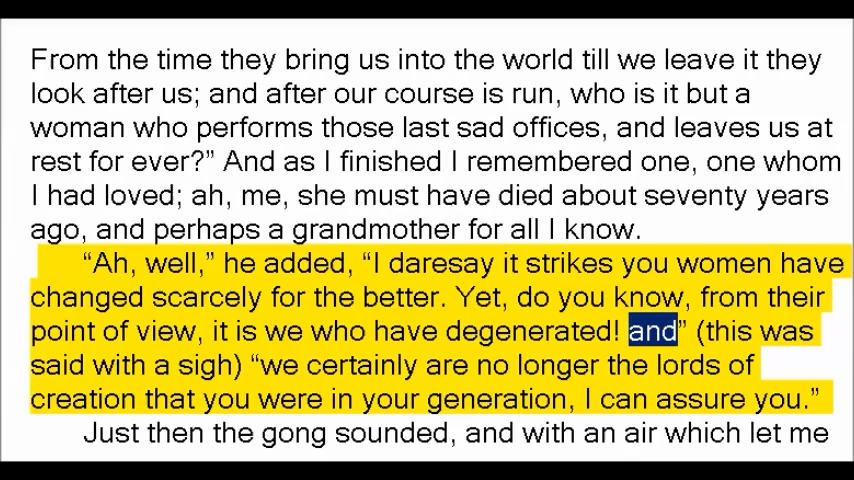 From the time they bring us into the world till we leave it they
look after us; and after our course is run, who is it but a
woman who performs those last sad offices, and leaves us at
rest for ever?” And as I finished I remembered one, one whom
I had loved; ah, me, she must have died about seventy years
ago, and perhaps a grandmother for all I know.
“Ah, well,” he added, “I daresay it strikes you women have
changed scarcely for the better. Yet, do you know, from their
point of view, it is we who have degenerated! and” (this was
said with a sigh) “we certainly are no longer the lords of
creation that you were in your generation, I can assure you.”
Just then the gong sounded, and with an air which let me